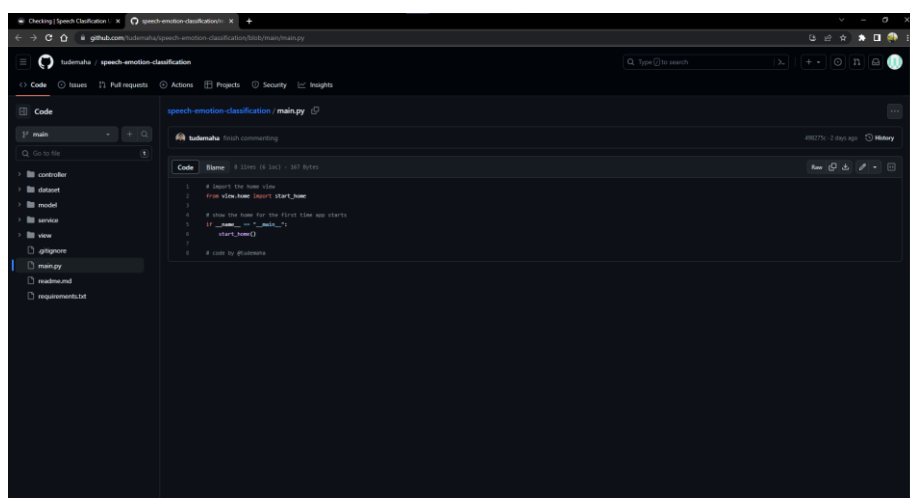 Checking | Speech Clasification
speech-emotion-classification/m
github.com/tudemaha/speech-emotion-classification/blob/main/main.py
tudemaha / speech-emotion-classification
Type / to search
Code Issues Pull requests Actions Projects Security Insights
Code
main
Go to file
t
controller
dataset
model
service
view
.gitignore
main.py
readme.md
requirements.txt
speech-emotion-classification / main.py
tudemaha finish commenting
2 days ago History
Code Blame 8 lines (6 loc) · 167 Bytes
Raw
1 # import the home view
2 from view.home import start_home
3
4 # show the home for the first time app starts
5 if __name__ == "__main__":
6 start_home()
7
8 # code by @tudemaha